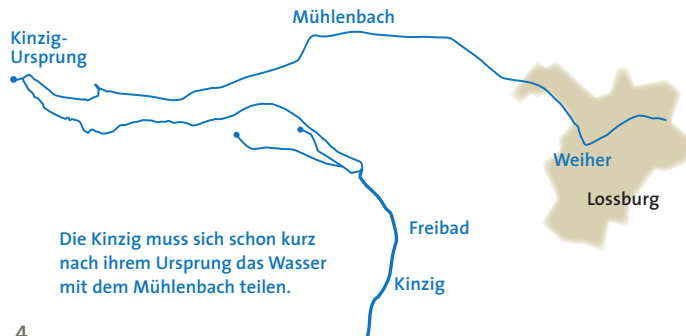 Mühlenbach
Kinzig-
Ursprung
Weiher
Lossburg
Freibad
Die Kinzig muss sich schon kurz
nach ihrem Ursprung das Wasser
mit dem Mühlenbach teilen.
Kinzig
4